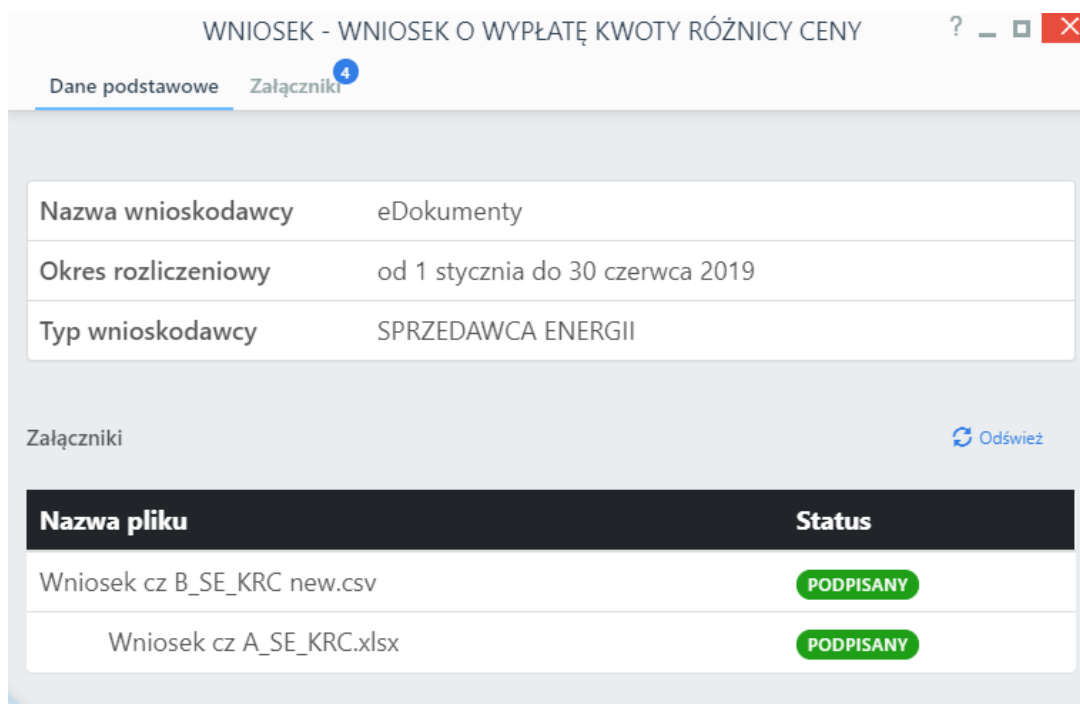 WNIOSEK - WNIOSEK O WYPŁATĘ KWOTY RÓŻNICY CENY ?
Dane podstawowe Załączniki 4
Nazwa wnioskodawcy eDokumenty
Okres rozliczeniowy od 1 stycznia do 30 czerwca 2019
Typ wnioskodawcy SPRZEDAWCA ENERGII
Załączniki Odśwież
Nazwa pliku Status
Wniosek cz B_SE_KRC new.csv PODPISANY
Wniosek cz A_SE_KRC.xlsx PODPISANY